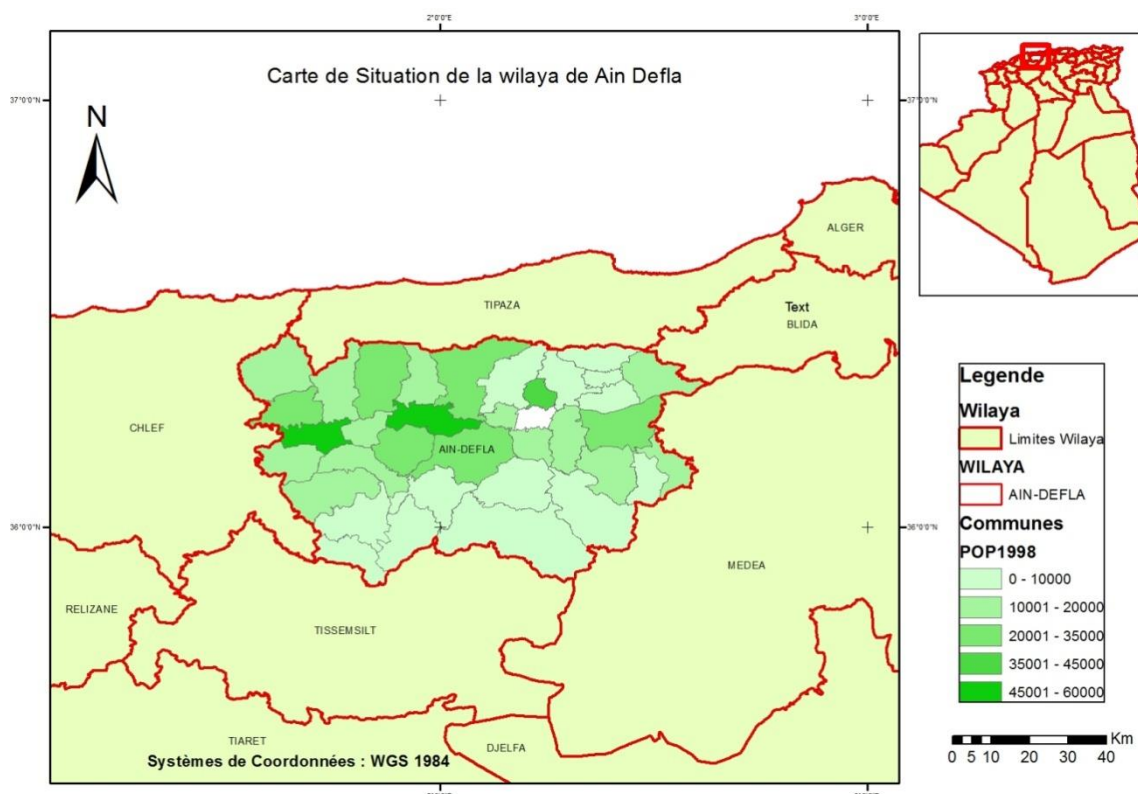 2°0'0"E
3°0'0"E
Carte de Situation de la wilaya de Ain Defla
37°0'0"N
37°0'0"N
N
ALGER
TIPAZA
Text
BLIDA
CHLEF
AIN-DEFLA
36°0'0"N
36°0'0"N
MEDEA
RELIZANE
TISSEMSILT
TIARET
DJELFA
Systèmes de Coordonnées : WGS 1984
Legende
Wilaya
Limites Wilaya
WILAYA
AIN-DEFLA
Communes
POP1998
0 - 10000
10001 - 20000
20001 - 35000
35001 - 45000
45001 - 60000
0 5 10 20 30 40 Km